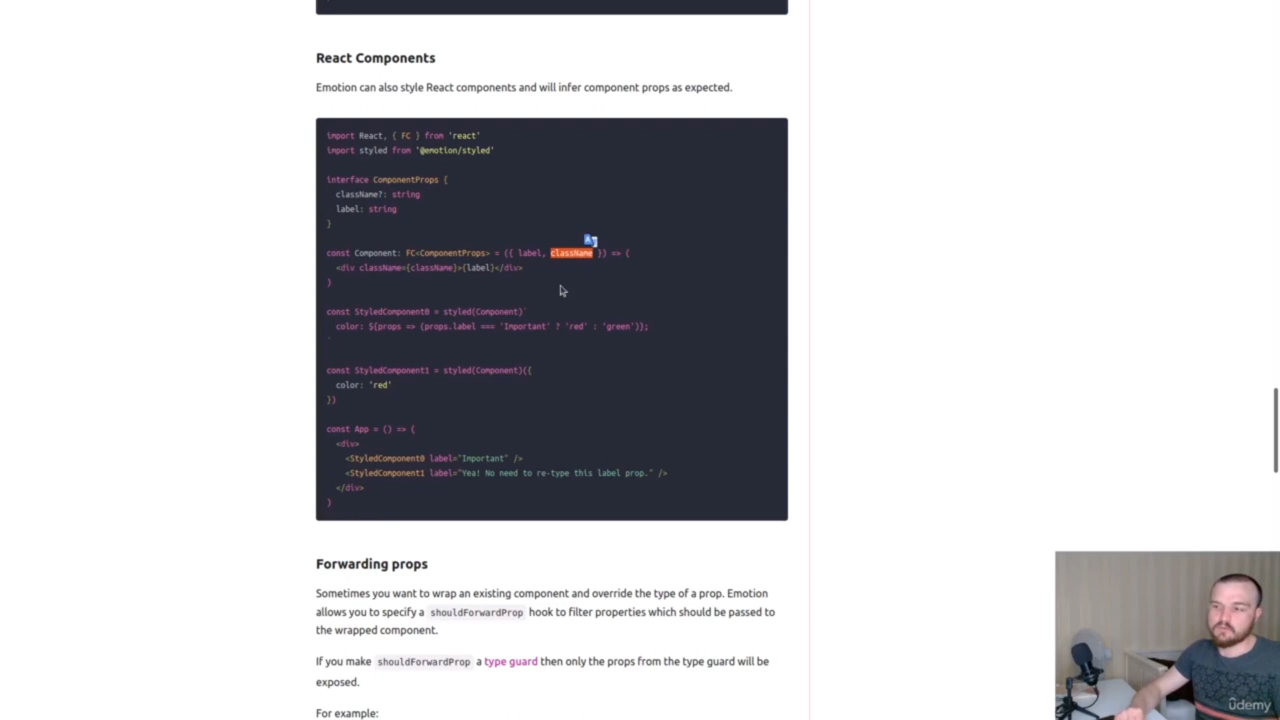 React Components
Emotion can also style React components and will infer component props as expected.
import React, { FC } from 'react'
import styled from '@emotion/styled'
interface ComponentProps {
className?: string
label: string
}
const Component: FC<ComponentProps> = ({ label, className }) => (
<div className={className}>{label}</div>
)
const StyledComponent0 = styled(Component)`
color: ${props => (props.label === 'Important' ? 'red' : 'green')};
`
const StyledComponent1 = styled(Component)({
color: 'red'
})
const App = () => (
<div>
<StyledComponent0 label="Important" />
<StyledComponent1 label="Yea! No need to re-type this label prop." />
</div>
)
Forwarding props
Sometimes you want to wrap an existing component and override the type of a prop. Emotion
allows you to specify a shouldForwardProp hook to filter properties which should be passed to
the wrapped component.
If you make shouldForwardProp a type guard then only the props from the type guard will be
exposed.
For example:
ûdemy